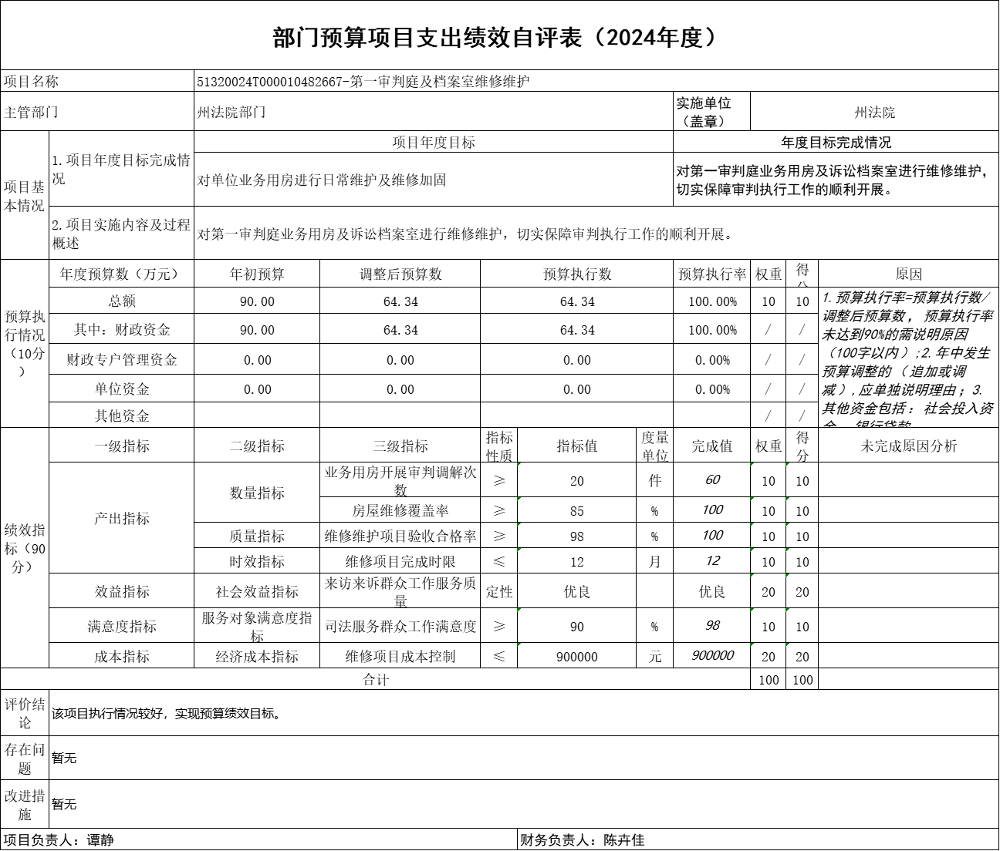 部门预算项目支出绩效自评表（2024年度）
项目名称 51320024T000010482667-第一审判庭及档案室维修维护
主管部门 州法院部门 实施单位（盖章） 州法院
项目基本情况 1.项目年度目标完成情况 项目年度目标 年度目标完成情况
对单位业务用房进行日常维护及维修加固 对第一审判庭业务用房及诉讼档案室进行维修维护，切实保障审判执行工作的顺利开展。
2.项目实施内容及过程概述 对第一审判庭业务用房及诉讼档案室进行维修维护，切实保障审判执行工作的顺利开展。
预算执行情况（10分） 年度预算数（万元） 年初预算 调整后预算数 预算执行数 预算执行率 权重 得分 原因
总额 90.00 64.34 64.34 100.00% 10 10
其中：财政资金 90.00 64.34 64.34 100.00% / /
财政专户管理资金 0.00 0.00 0.00 0.00% / /
单位资金 0.00 0.00 0.00 0.00% / /
其他资金 / /
1.预算执行率=预算执行数/
调整后预算数，预算执行率
未达到90%的需说明原因
（100字以内）;2.年中发生
预算调整的（追加或调
减）,应单独说明理由；3.
其他资金包括：社会投入资
金、银行贷款
绩效指标（90分） 一级指标 二级指标 三级指标 指标性质 指标值 度量单位 完成值 权重 得分 未完成原因分析
产出指标 数量指标 业务用房开展审判调解次数 ≥ 20 件 60 10 10
房屋维修覆盖率 ≥ 85 % 100 10 10
质量指标 维修维护项目验收合格率 ≥ 98 % 100 10 10
时效指标 维修项目完成时限 ≤ 12 月 12 10 10
效益指标 社会效益指标 来访来诉群众工作服务质量 定性 优良 优良 20 20
满意度指标 服务对象满意度指标 司法服务群众工作满意度 ≥ 90 % 98 10 10
成本指标 经济成本指标 维修项目成本控制 ≤ 900000 元 900000 20 20
合计 100 100
评价结论 该项目执行情况较好，实现预算绩效目标。
存在问题 暂无
改进措施 暂无
项目负责人：谭静 财务负责人：陈卉佳